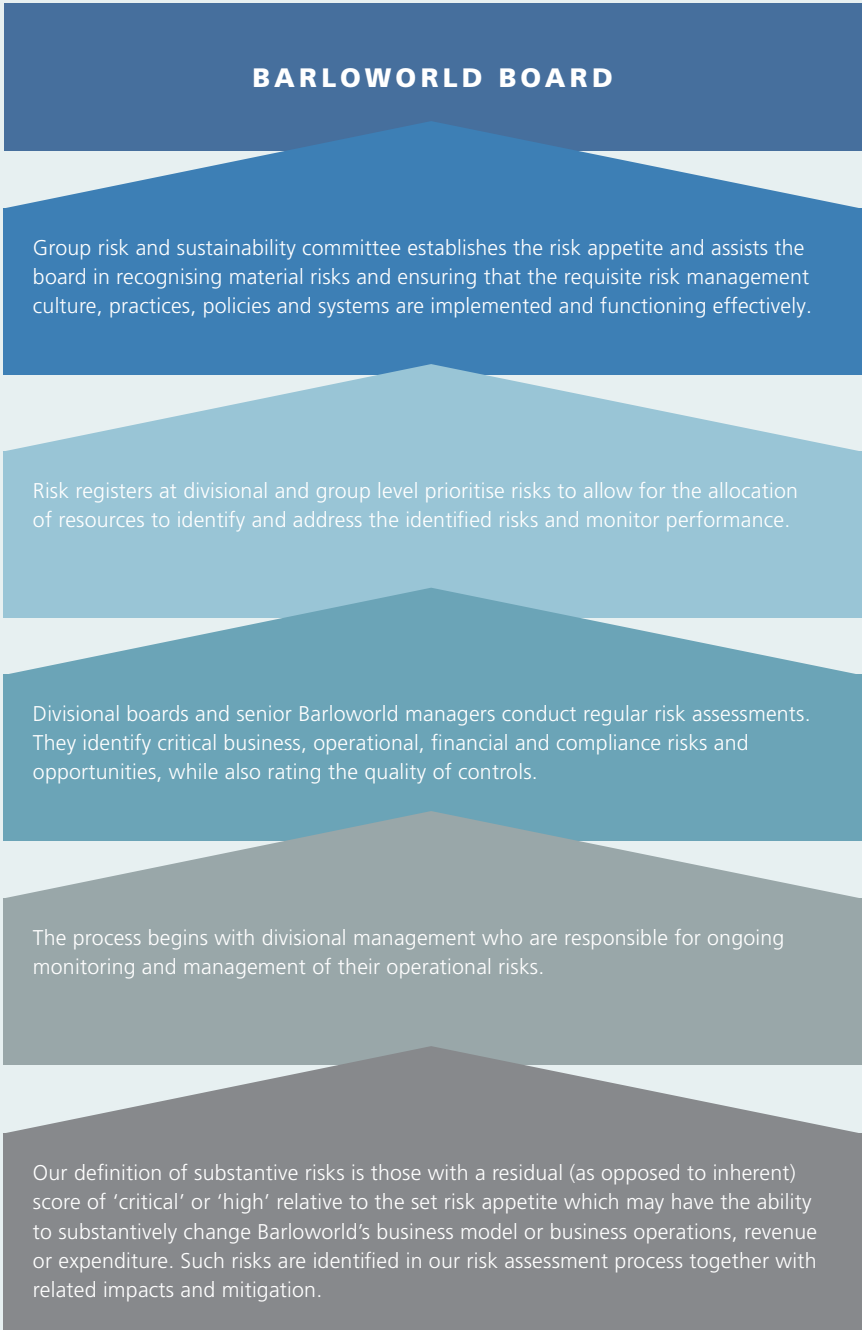 BARLOWORLD BOARD
Group risk and sustainability committee establishes the risk appetite and assists the
board in recognising material risks and ensuring that the requisite risk management
culture, practices, policies and systems are implemented and functioning effectively.
Risk registers at divisional and group level prioritise risks to allow for the allocation
of resources to identify and address the identified risks and monitor performance.
Divisional boards and senior Barloworld managers conduct regular risk assessments.
They identify critical business, operational, financial and compliance risks and
opportunities, while also rating the quality of controls.
The process begins with divisional management who are responsible for ongoing
monitoring and management of their operational risks.
Our definition of substantive risks is those with a residual (as opposed to inherent)
score of ‘critical’ or ‘high’ relative to the set risk appetite which may have the ability
to substantively change Barloworld’s business model or business operations, revenue
or expenditure. Such risks are identified in our risk assessment process together with
related impacts and mitigation.